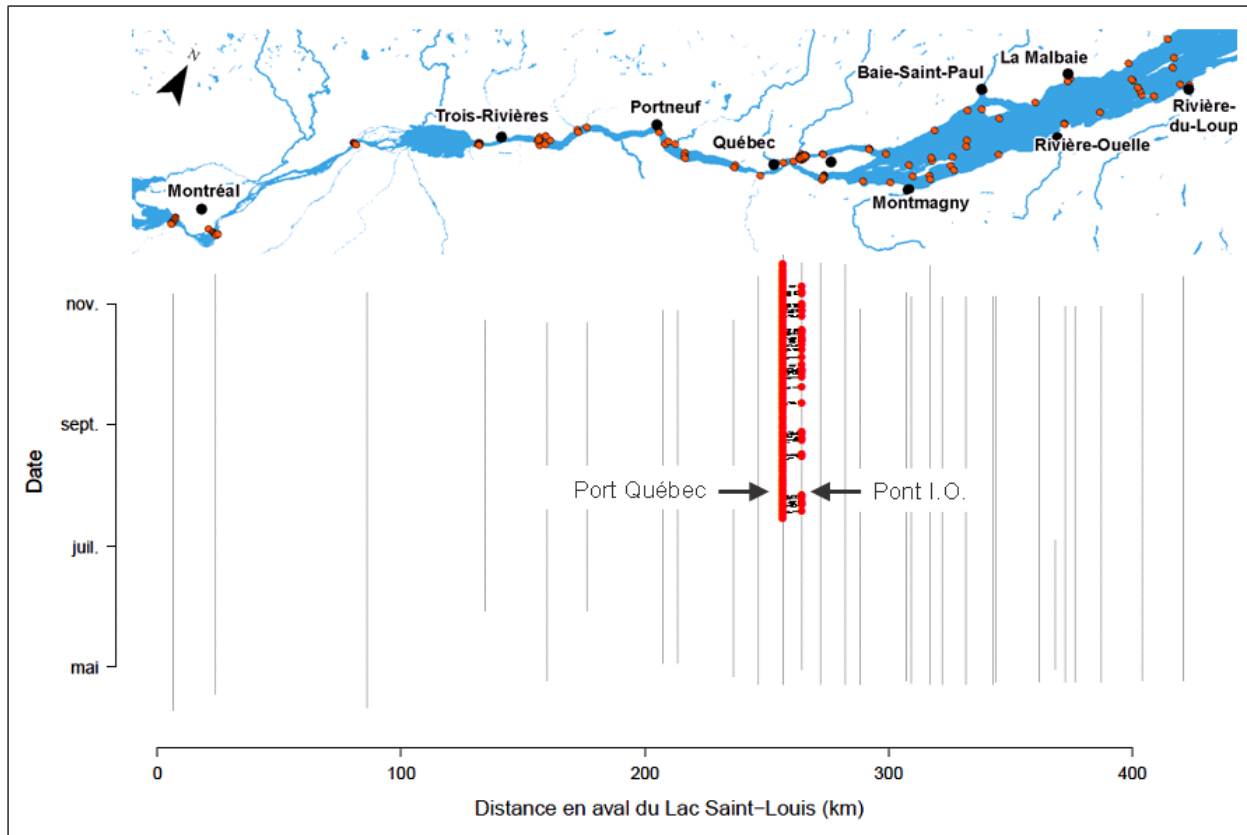 N
La Malbaie
Baie-Saint-Paul
Portneuf
Trois-Rivières
Rivière-
du-Loup
Québec
Rivière-Ouelle
Montréal
Montmagny
nov.
sept.
Port Québec
Pont I.O.
juil.
mai
Date
0 100 200 300 400
Distance en aval du Lac Saint-Louis (km)